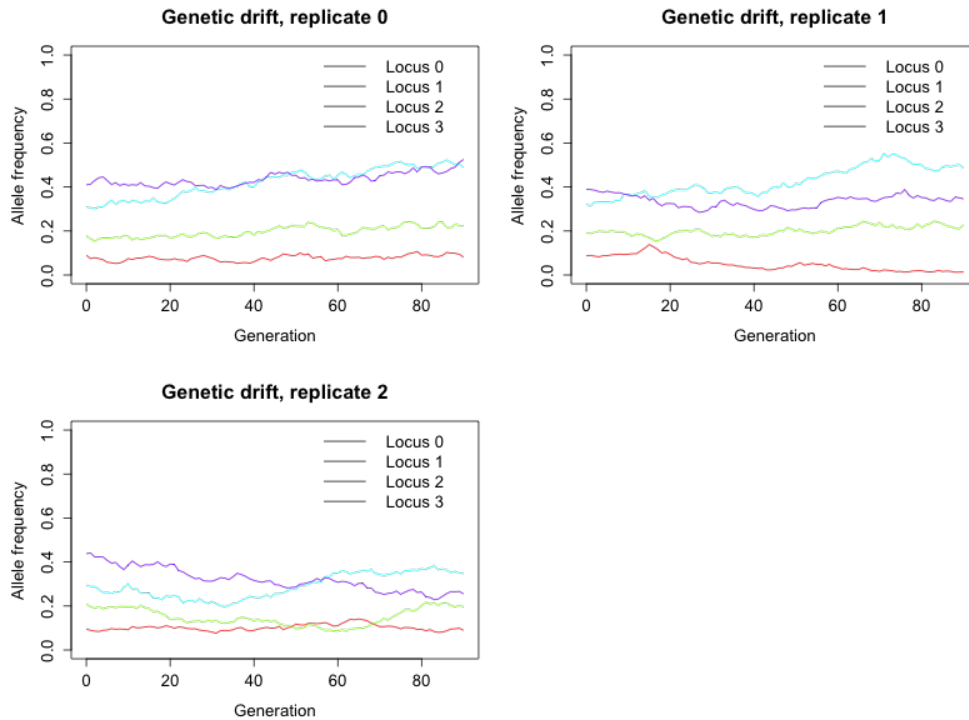 Genetic drift, replicate 0
Allele frequency
1.0
0.8
0.6
0.4
0.2
0.0
Locus 0
Locus 1
Locus 2
Locus 3
0 20 40 60 80
Generation
Genetic drift, replicate 1
Allele frequency
1.0
0.8
0.6
0.4
0.2
0.0
Locus 0
Locus 1
Locus 2
Locus 3
0 20 40 60 80
Generation
Genetic drift, replicate 2
Allele frequency
1.0
0.8
0.6
0.4
0.2
0.0
Locus 0
Locus 1
Locus 2
Locus 3
0 20 40 60 80
Generation